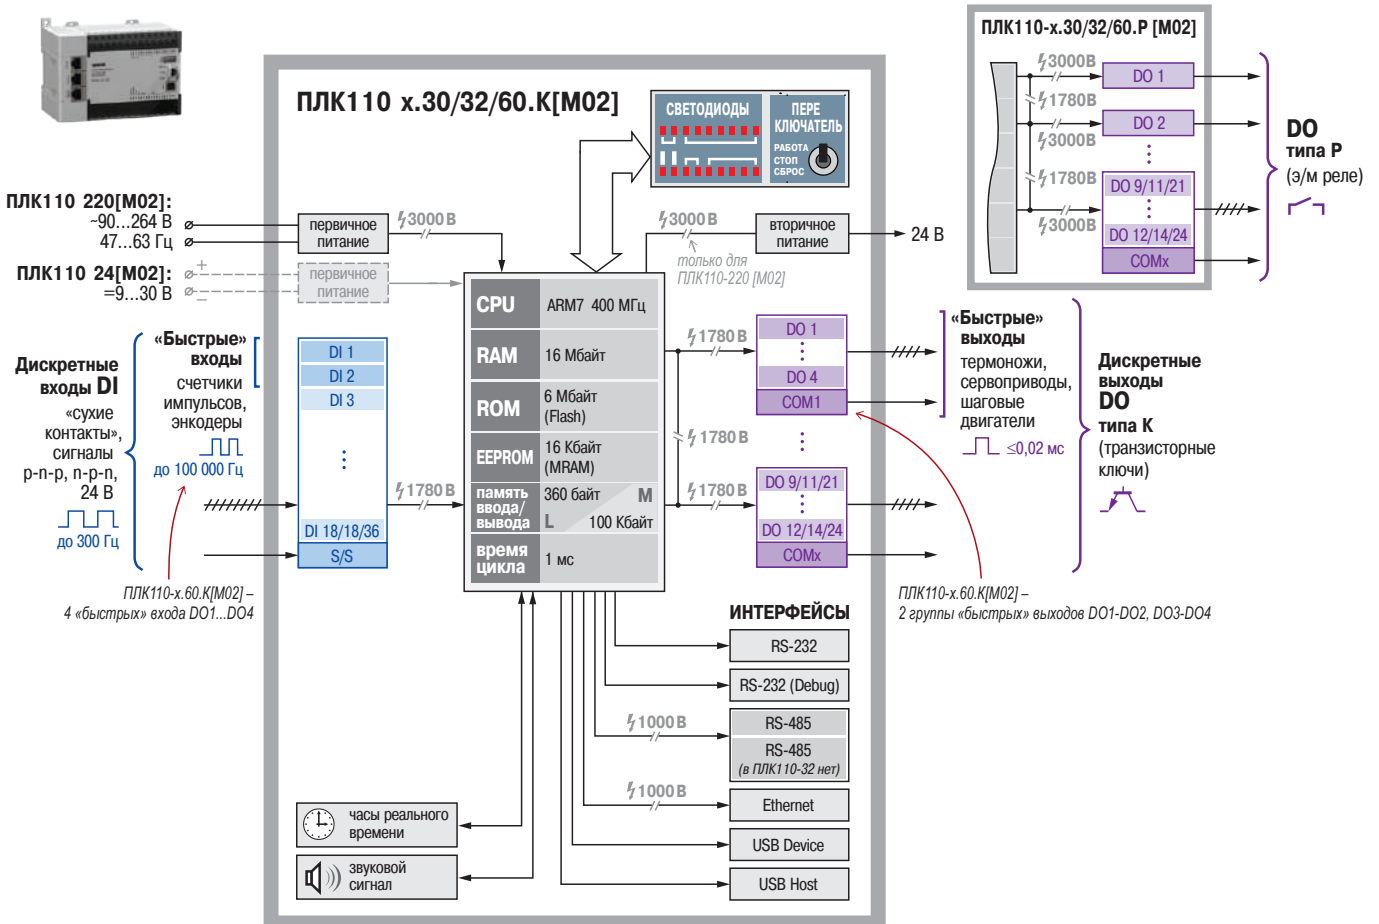 ПЛК110-х.30/32/60.Р [М02]
3000В
DO 1
1780В
DO 2
3000В
1780В
DO 9/11/21
3000В
DO 12/14/24
COMx
DO
типа Р
(э/м реле)
ПЛК110 х.30/32/60.К[М02]
СВЕТОДИОДЫ
ПЕРЕ
КЛЮЧАТЕЛЬ
РАБОТА
СТОП
СБРОС
ПЛК110 220[М02]:
~90...264 В
47...63 Гц
первичное
питание
3000 В
3000 В
вторичное
питание
24 В
только для
ПЛК110-220 [М02]
ПЛК110 24[М02]:
=9...30 В
+
–
первичное
питание
CPU
ARM7 400 МГц
RAM
16 Мбайт
ROM
6 Мбайт
(Flash)
EEPROM
16 Кбайт
(MRAM)
память
ввода/
вывода
360 байт
M
L
100 Кбайт
время
цикла
1 мс
Дискретные
входы DI
«сухие
контакты»,
сигналы
p-n-p, n-p-n,
24 В
до 300 Гц
«Быстрые»
входы
счетчики
импульсов,
энкодеры
до 100 000 Гц
DI 1
DI 2
DI 3
DI 18/18/36
S/S
1780 В
ПЛК110-х.60.К[М02] –
4 «быстрых» входа DO1...DO4
1780 В
DO 1
DO 4
COM1
1780 В
1780 В
DO 9/11/21
DO 12/14/24
COMx
«Быстрые»
выходы
термоножи,
сервоприводы,
шаговые
двигатели
≤0,02 мс
Дискретные
выходы
DO
типа К
(транзисторные
ключи)
ПЛК110-х.60.К[М02] –
2 группы «быстрых» выходов DO1-DO2, DO3-DO4
ИНТЕРФЕЙСЫ
RS-232
RS-232 (Debug)
1000 В
RS-485
RS-485
(в ПЛК110-32 нет)
1000 В
Ethernet
USB Device
USB Host
часы реального
времени
звуковой
сигнал